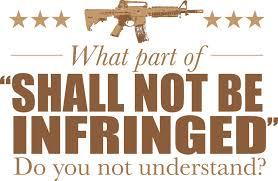 What part of
"SHALL NOT BE
INFRINGED"
Do you not understand?